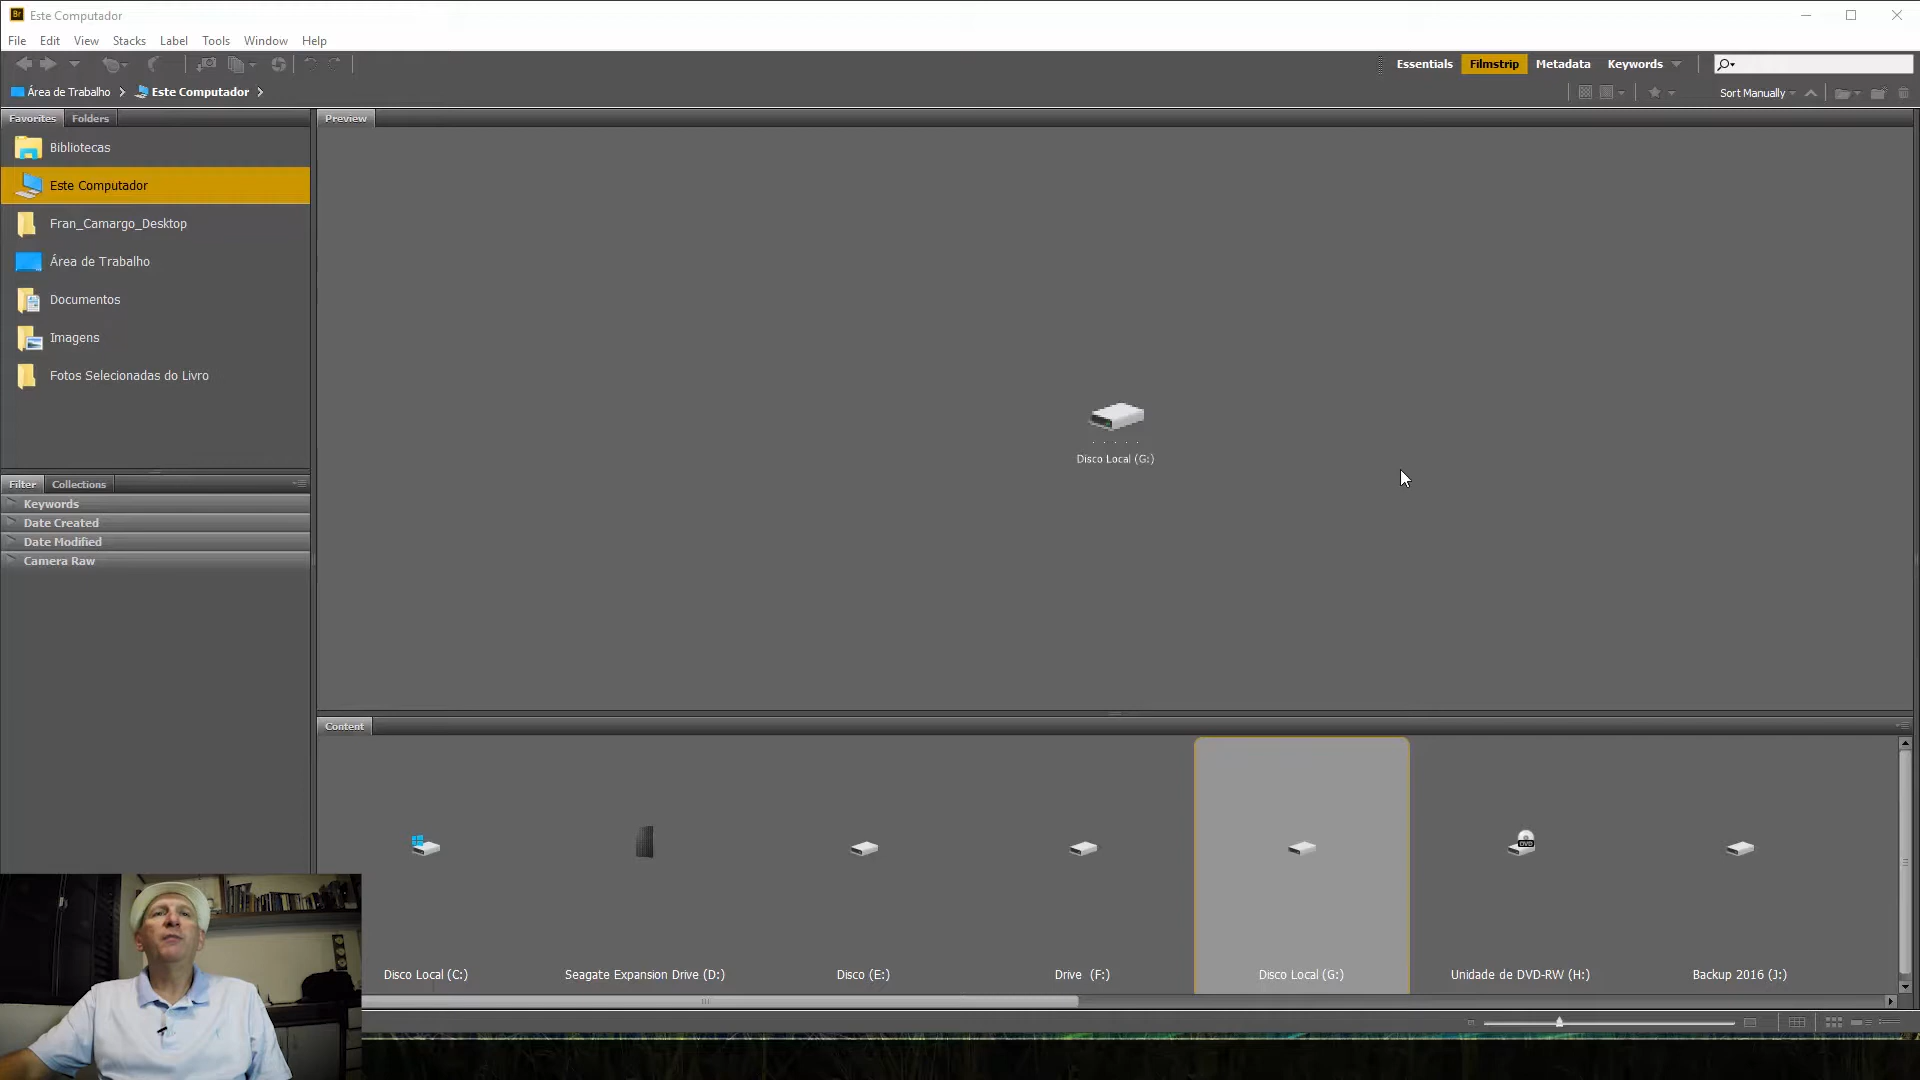 Br Este Computador
File Edit View Stacks Label Tools Window Help
Essentials Filmstrip Metadata Keywords
Área de Trabalho Este Computador
Sort Manually
Favorites Folders
Preview
Bibliotecas
Este Computador
Fran_Camargo_Desktop
Área de Trabalho
Documentos
Imagens
Fotos Selecionadas do Livro
Disco Local (G:)
Filter Collections
Keywords
Date Created
Date Modified
Camera Raw
Content
DVD
Disco Local (C:) Seagate Expansion Drive (D:) Disco (E:) Drive (F:) Disco Local (G:) Unidade de DVD-RW (H:) Backup 2016 (J:)